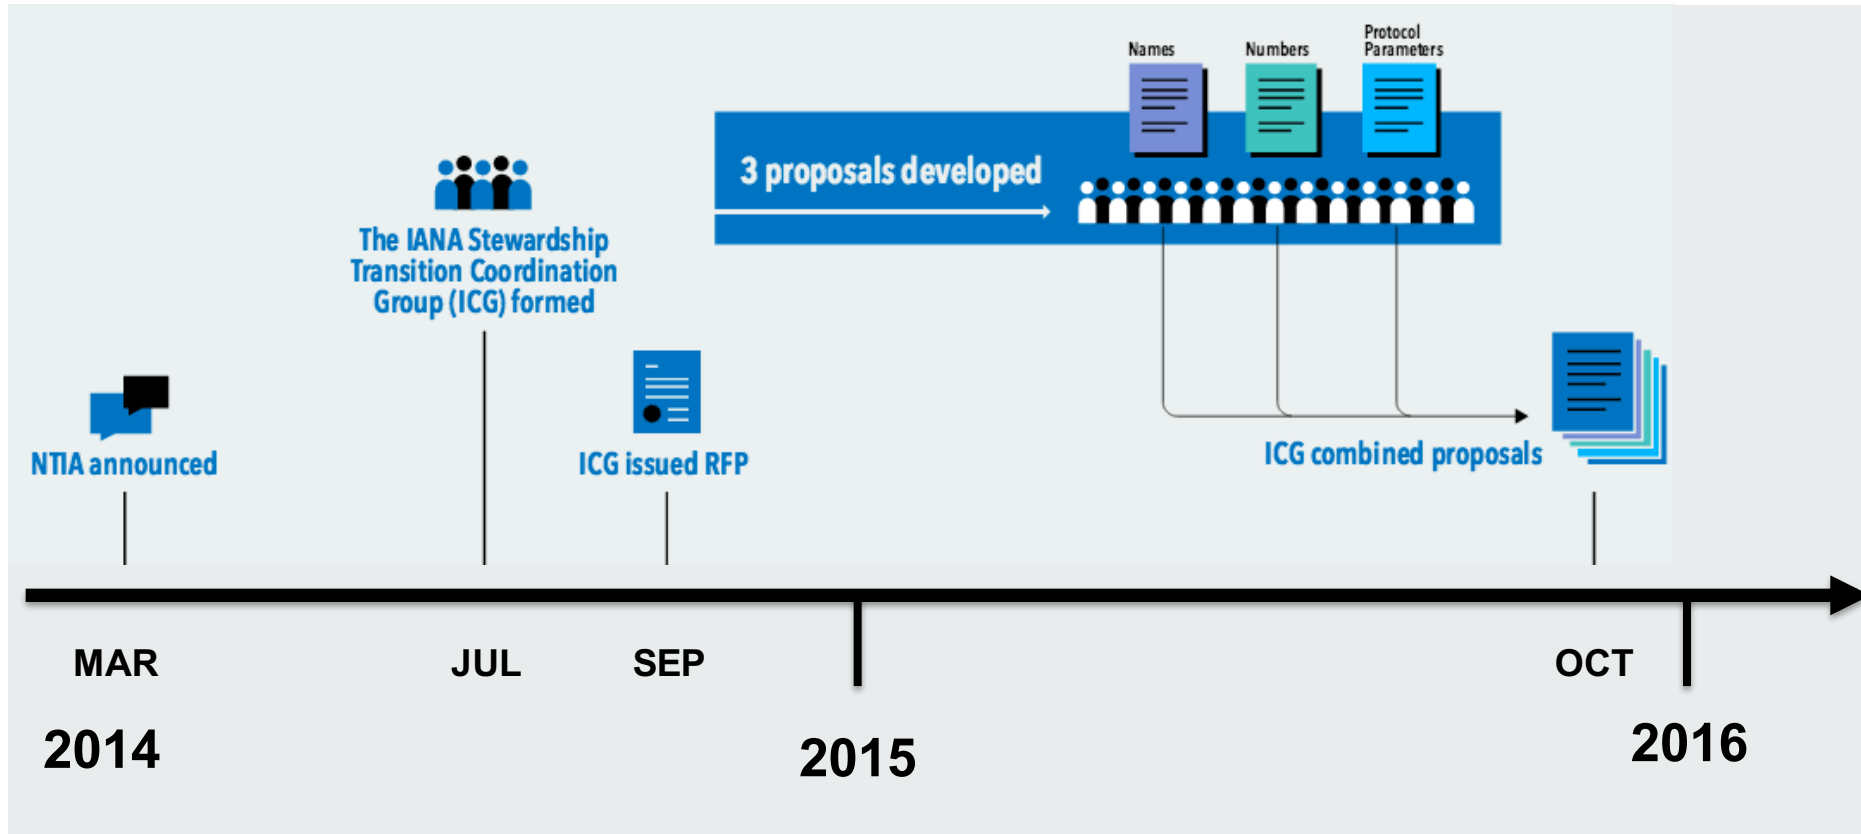 Names
Numbers
Protocol
Parameters
3 proposals developed
The IANA Stewardship
Transition Coordination
Group (ICG) formed
NTIA announced
ICG issued RFP
ICG combined proposals
MAR
JUL
SEP
OCT
2014
2015
2016